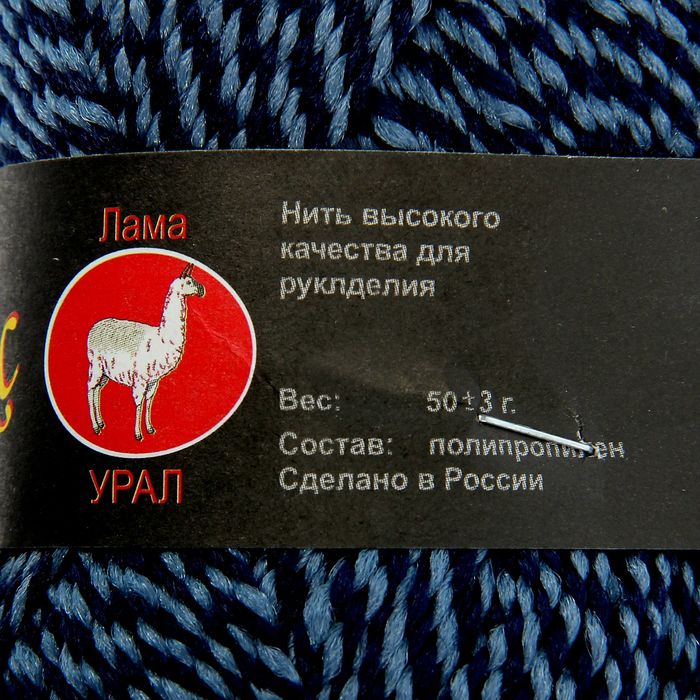 Лама
УРАЛ
Нить высокого
качества для
руклделия
Вес: 50±3 г.
Состав: полипропилен
Сделано в России